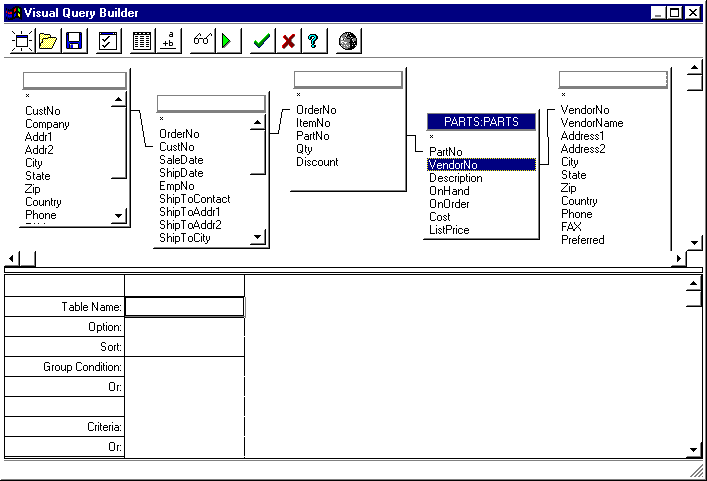 Visual Query Builder
a
+b
?
*
CustNo
Company
Addr1
Addr2
City
State
Zip
Country
Phone
*
OrderNo
CustNo
SaleDate
ShipDate
EmpNo
ShipToContact
ShipToAddr1
ShipToAddr2
ShipToCity
*
OrderNo
ItemNo
PartNo
Qty
Discount
PARTS:PARTS
*
PartNo
VendorNo
Description
OnHand
OnOrder
Cost
ListPrice
*
VendorNo
VendorName
Address1
Address2
City
State
Zip
Country
Phone
FAX
Preferred
Table Name:
Option:
Sort:
Group Condition:
Or:
Criteria:
Or: